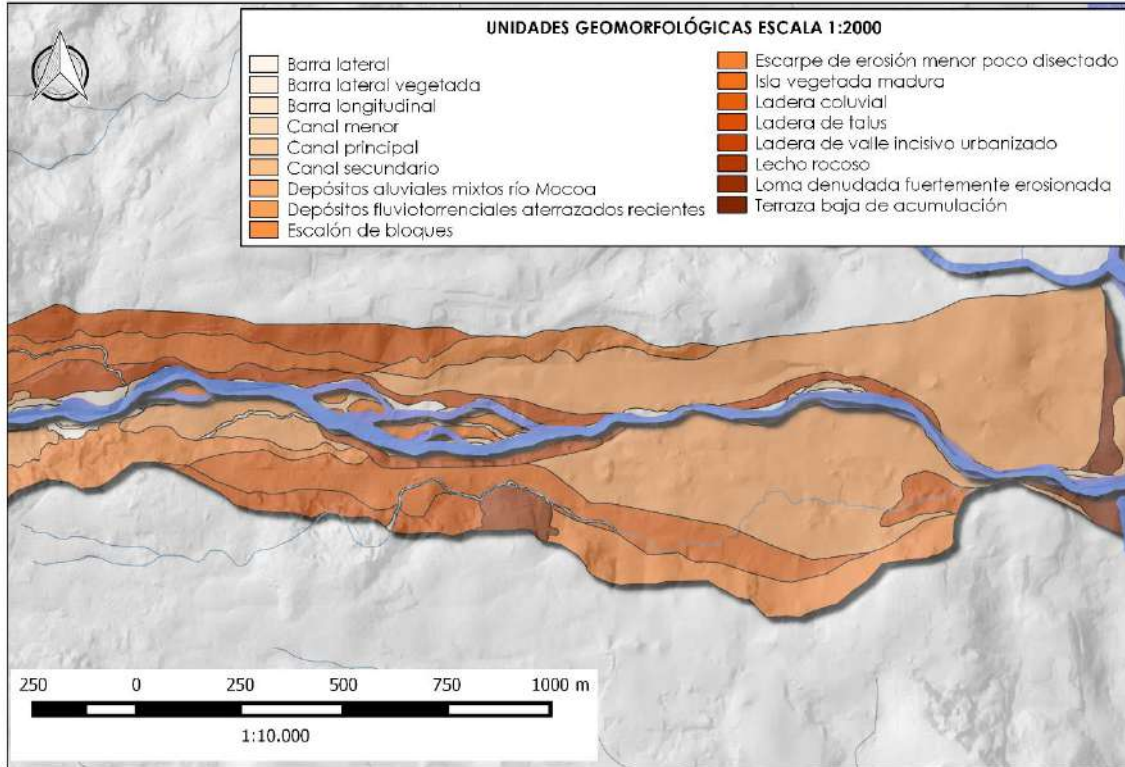 UNIDADES GEOMORFOLÓGICAS ESCALA 1:2000
Barra lateral
Barra lateral vegetada
Barra longitudinal
Canal menor
Canal principal
Canal secundario
Depósitos aluviales mixtos río Mocoa
Depósitos fluviotorrenciales aterrazados recientes
Escalón de bloques
Escarpe de erosión menor poco disectado
Isla vegetada madura
Ladera coluvial
Ladera de talus
Ladera de valle incisivo urbanizado
Lecho rocoso
Loma denudada fuertemente erosionada
Terraza baja de acumulación
250 0 250 500 750 1000 m
1:10.000